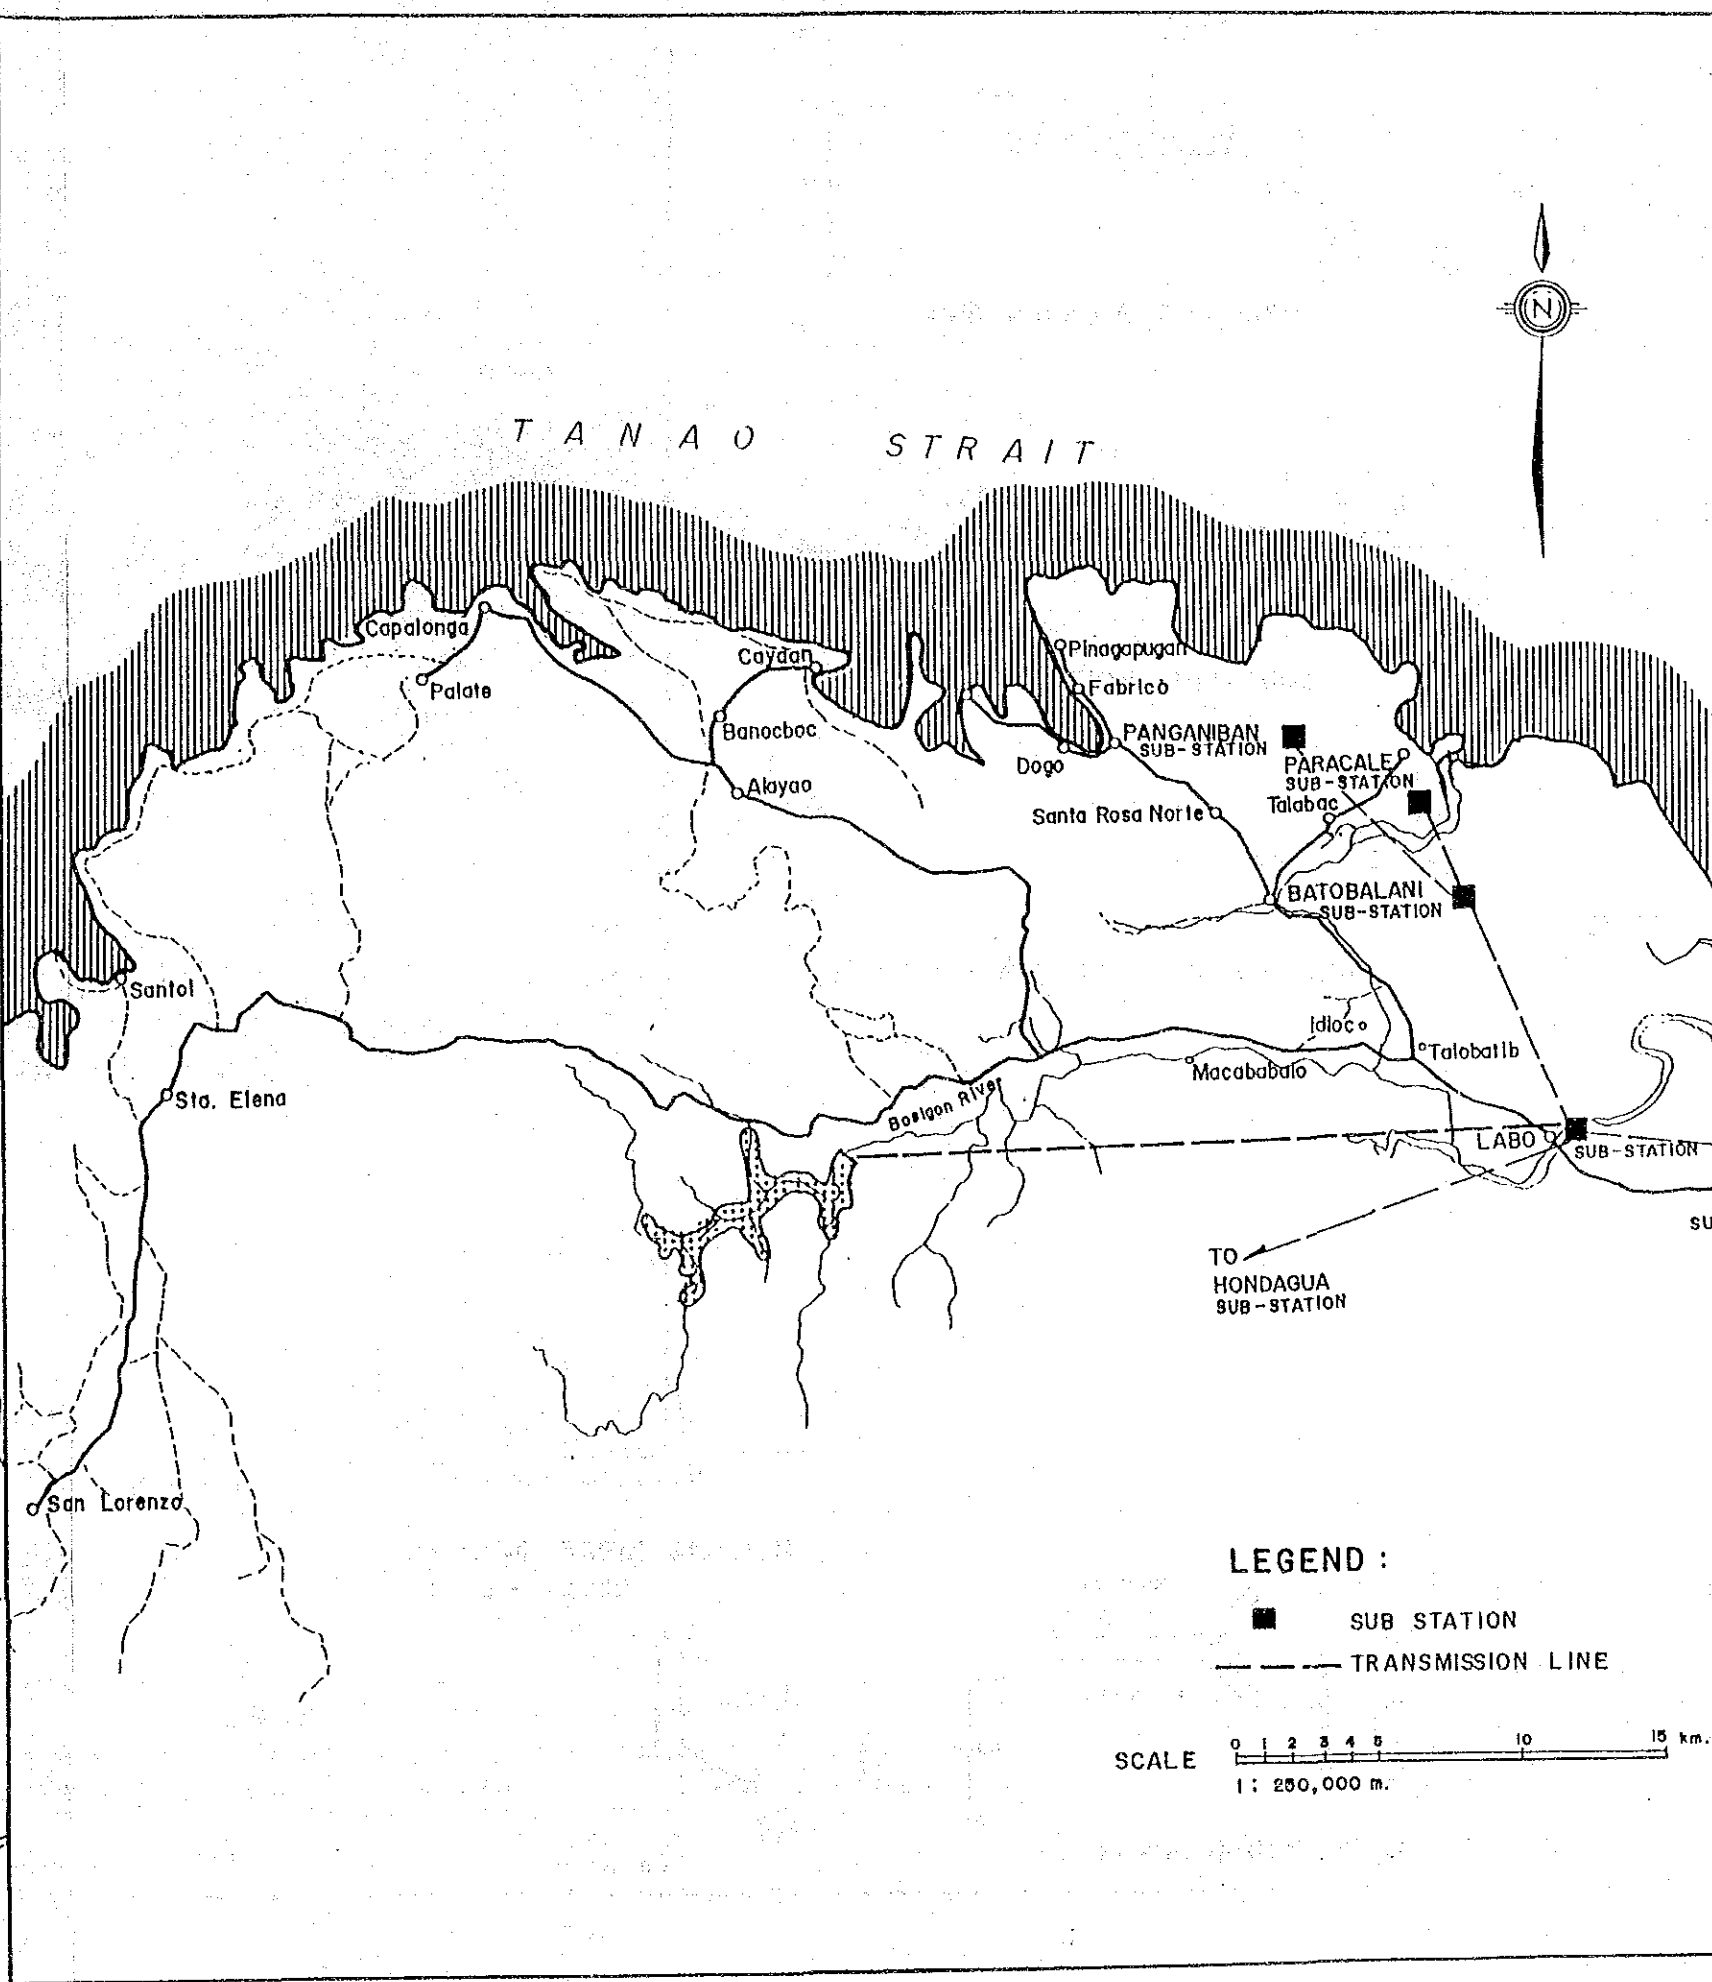 N
TANAO STRAIT
Capalonga
Palate
Caydan
Banocboc
Alayao
Pinagapugan
Fabrico
PANGANIBAN
SUB-STATION
Dogo
PARACALE
SUB-STATION
Talabac
Santa Rosa Norte
BATOBALANI
SUB-STATION
Santol
Idioco
Talobatib
Macababalo
Sta. Elena
Bosigon River
LABO
SUB-STATION
SU
TO
HONDAGUA
SUB-STATION
San Lorenzo
LEGEND :
SUB STATION
TRANSMISSION LINE
SCALE 0 1 2 3 4 5 10 15 km.
1 : 250,000 m.